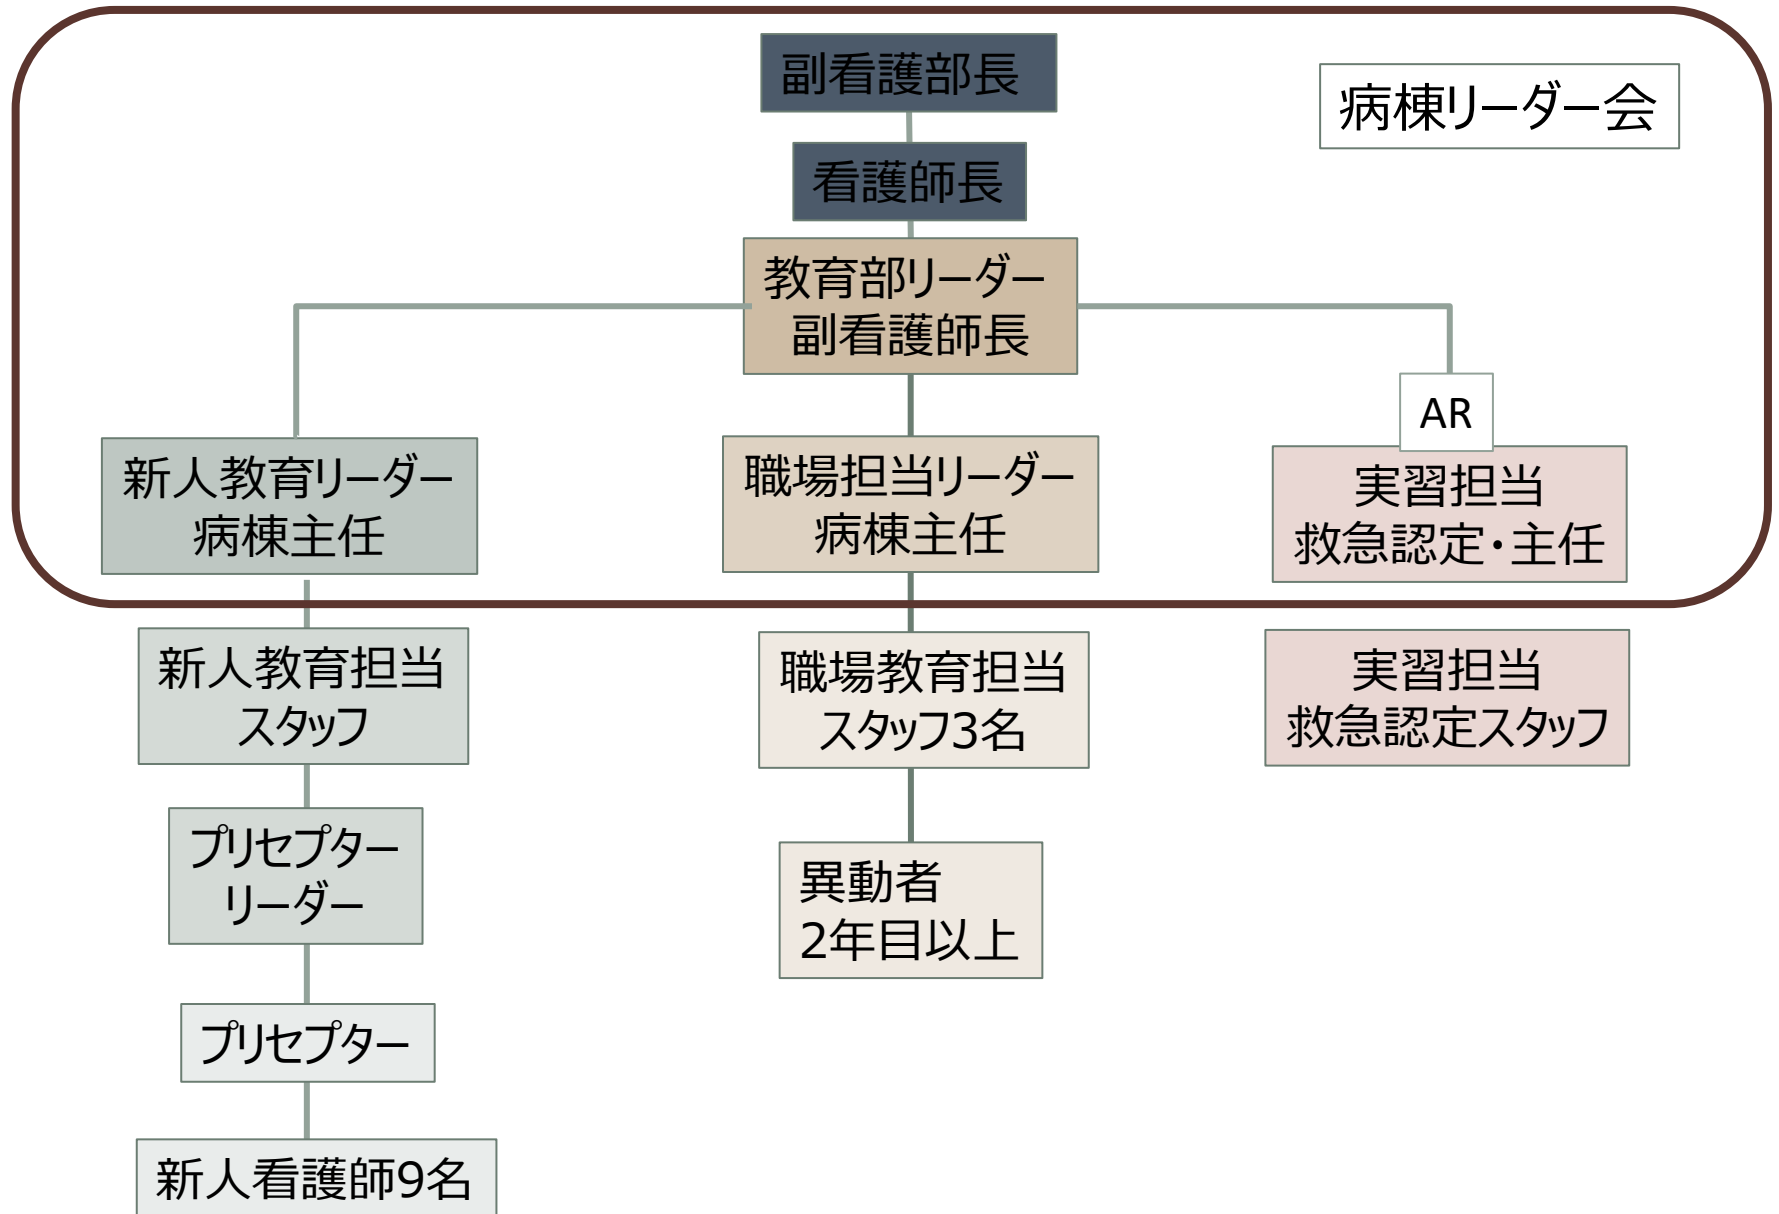 副看護部長
病棟リーダー会
看護師長
教育部リーダー
副看護師長
AR
新人教育リーダー
病棟主任
職場担当リーダー
病棟主任
実習担当
救急認定・主任
新人教育担当
スタッフ
職場教育担当
スタッフ3名
実習担当
救急認定スタッフ
プリセプター
リーダー
異動者
2年目以上
プリセプター
新人看護師9名